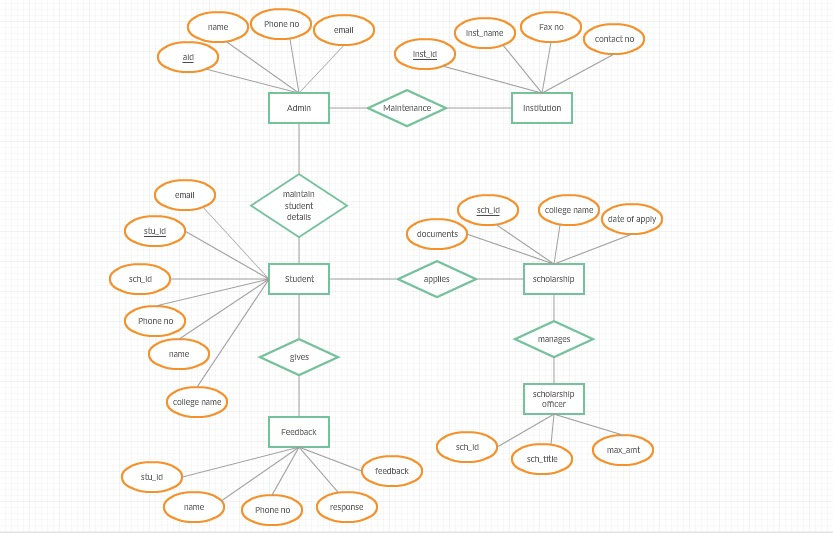 name
Phone no
email
aid
inst_name
Fax no
contact no
inst_id
Admin
Maintenance
Institution
maintain
student
details
email
stu_id
sch_id
Phone no
name
college name
sch_id
college name
date of apply
documents
Student
applies
scholarship
gives
manages
scholarship
officer
Feedback
sch_id
sch_title
max_amt
stu_id
name
Phone no
response
feedback